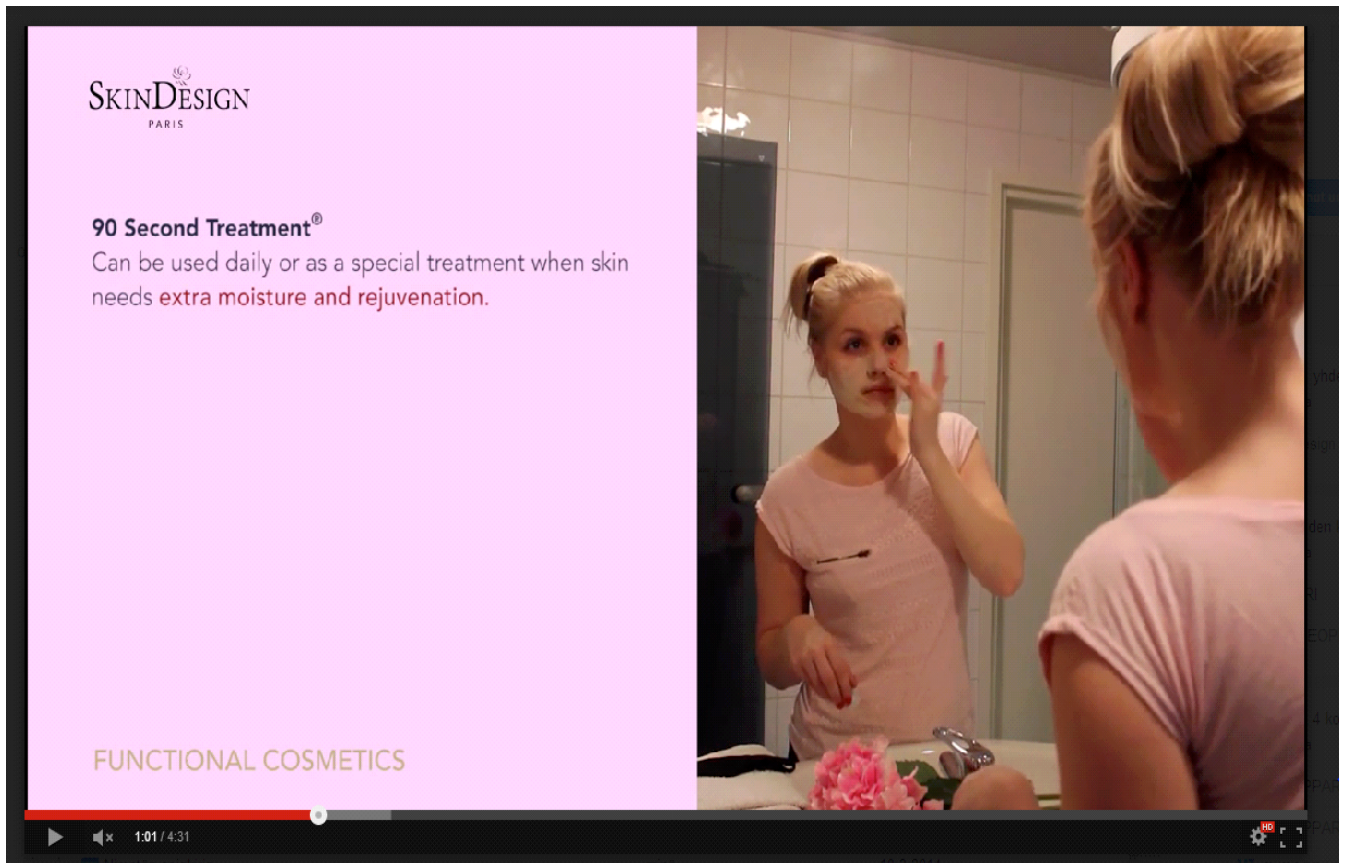 SKINDESIGN
PARIS
90 Second Treatment®
Can be used daily or as a special treatment when skin
needs extra moisture and rejuvenation.
FUNCTIONAL COSMETICS
1:01 / 4:31
HD